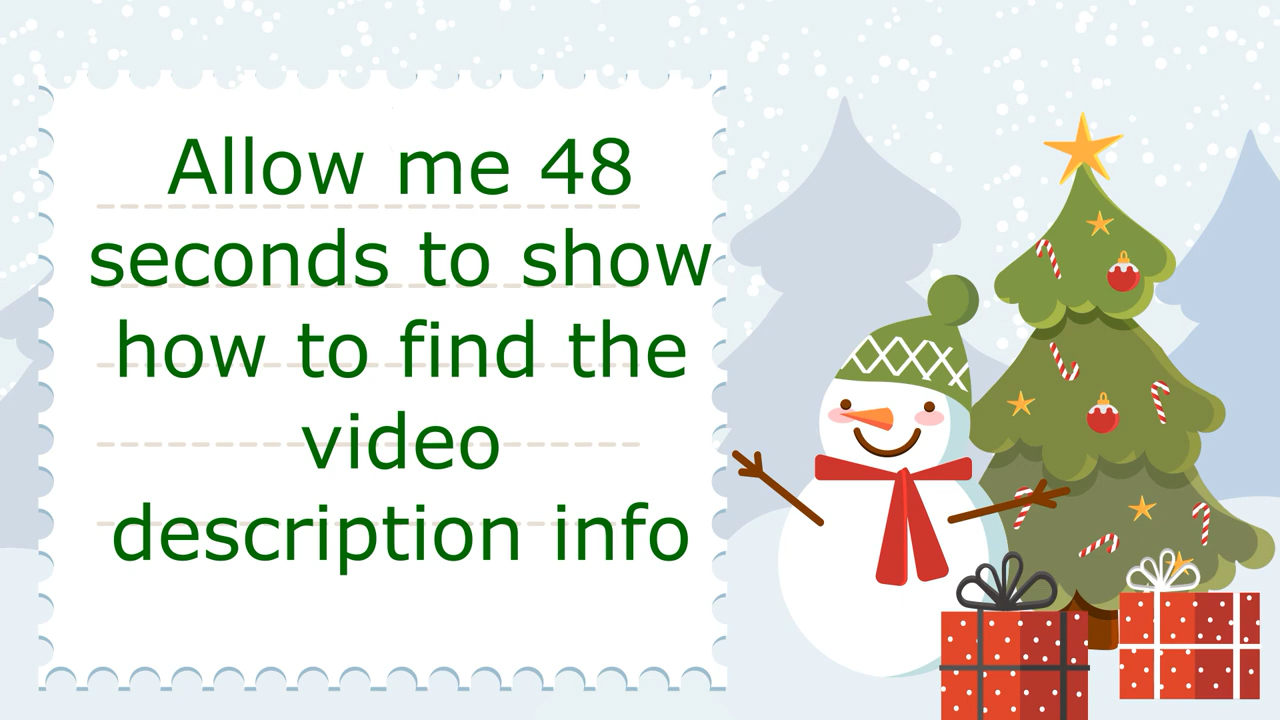 Allow me 48
seconds to show
how to find the
video
description info